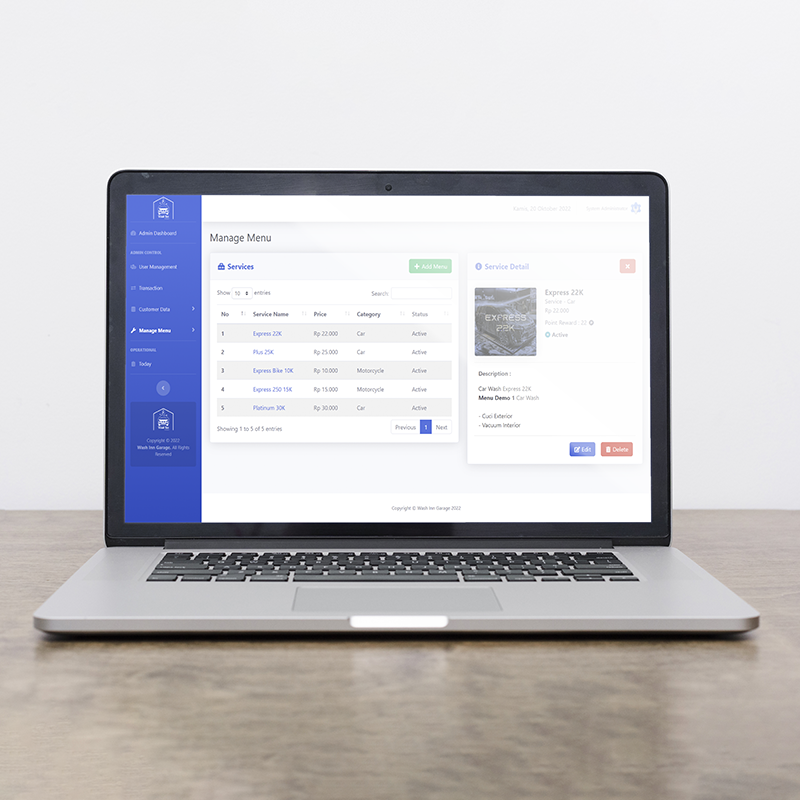 Kamis, 20 Oktober 2022
Admin Dashboard
ADMIN CONTROL
User Management
Transaction
Customer Data
Manage Menu
OPERATIONAL
Today
Copyright © 2022
Wash Inn Garage. All Rights
Reserved
Manage Menu
Services
Add Menu
Show 10 entries
Search:
No Service Name Price Category Status
1 Express 22K Rp 22.000 Car Active
2 Plus 25K Rp 25.000 Car Active
3 Express Bike 10K Rp 10.000 Motorcycle Active
4 Express 250 15K Rp 15.000 Motorcycle Active
5 Platinum 30K Rp 30.000 Car Active
Showing 1 to 5 of 5 entries
Previous 1 Next
Service Detail
EXPRESS
22K
Express 22K
Service - Car
Rp 22.000
Point Reward : 22
Active
Description :
Car Wash Express 22K
Menu Demo 1 Car Wash
- Cuci Exterior
- Vacuum Interior
Edit
Delete
Copyright © Wash Inn Garage 2022